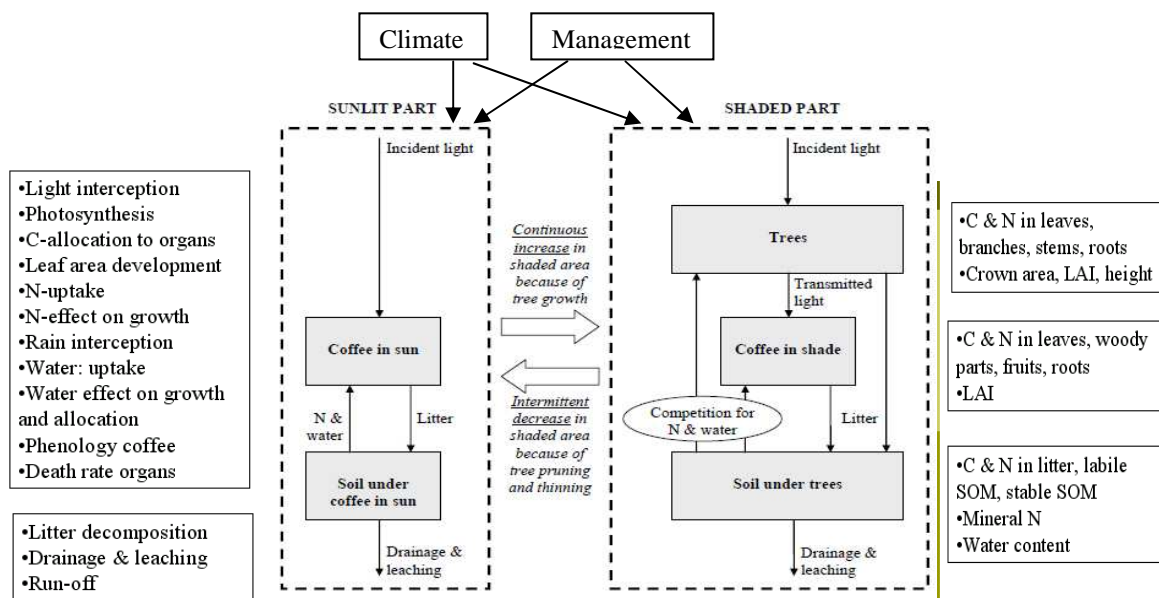 Climate
Management
SUNLIT PART
SHADED PART
•Light interception
•Photosynthesis
•C-allocation to organs
•Leaf area development
•N-uptake
•N-effect on growth
•Rain interception
•Water: uptake
•Water effect on growth
and allocation
•Phenology coffee
•Death rate organs
•Litter decomposition
•Drainage & leaching
•Run-off
Incident light
Coffee in sun
N &
water
Litter
Soil under
coffee in sun
Drainage &
leaching
Continuous
increase in
shaded area
because of
tree growth
Intermittent
decrease in
shaded area
because of
tree pruning
and thinning
Incident light
Trees
Transmitted
light
Coffee in shade
Competition for
N & water
Litter
Soil under trees
Drainage &
leaching
•C & N in leaves,
branches, stems, roots
•Crown area, LAI, height
•C & N in leaves, woody
parts, fruits, roots
•LAI
•C & N in litter, labile
SOM, stable SOM
•Mineral N
•Water content